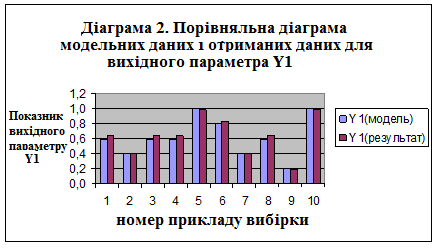 Діаграма 2. Порівняльна діаграма
модельних даних і отриманих даних для
вихідного параметра Y1
Показник
вихідного
параметру
Y1
1,2
1,0
0,8
0,6
0,4
0,2
0,0
1 2 3 4 5 6 7 8 9 10
номер прикладу вибірки
Y 1(модель)
Y 1(результат)